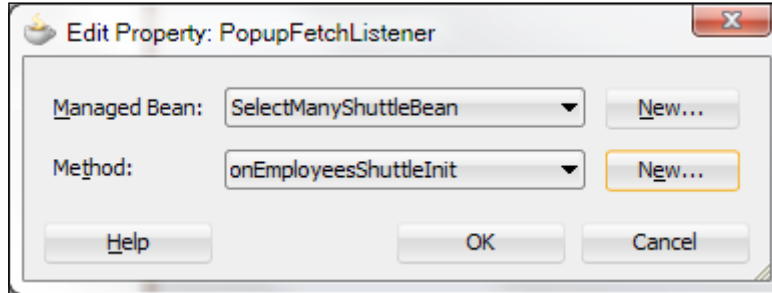 Edit Property: PopupFetchListener
Managed Bean: SelectManyShuttleBean New...
Method: onEmployeesShuttleInit New...
Help OK Cancel